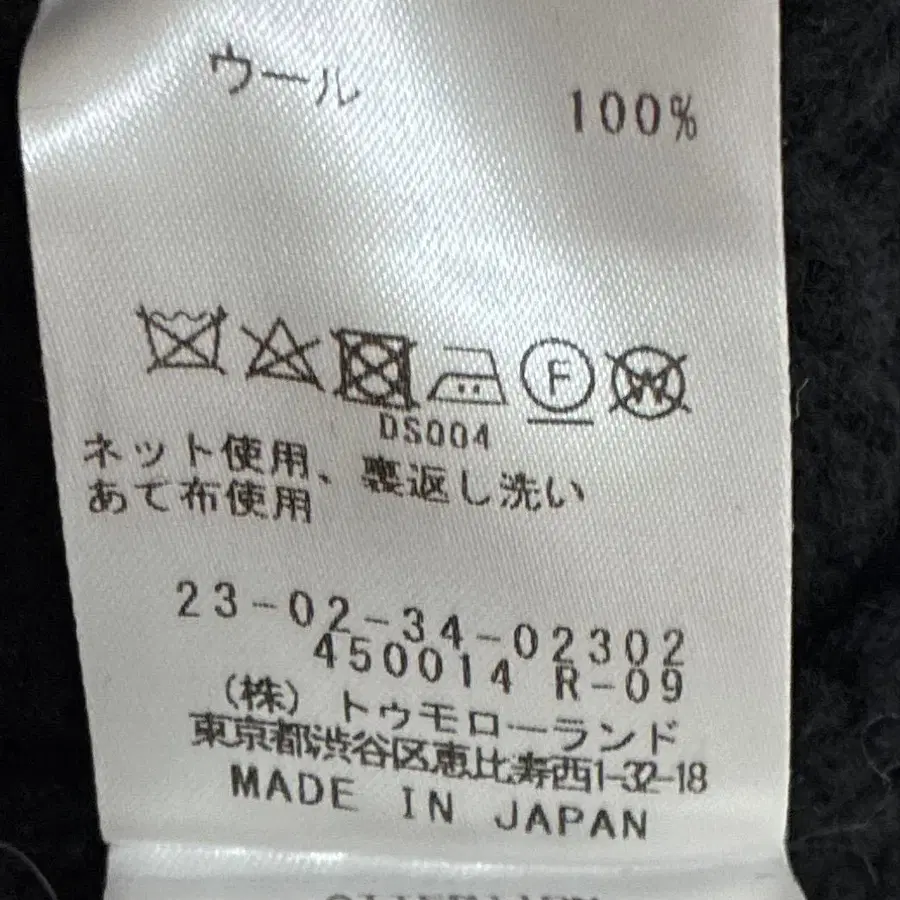 ウール 100%
F W
DS004
ネット使用、裏返し洗い
あて布使用
23-02-34-02302
450014 R-09
(株) トゥモローランド
東京都渋谷区恵比寿西1-32-18
MADE IN JAPAN